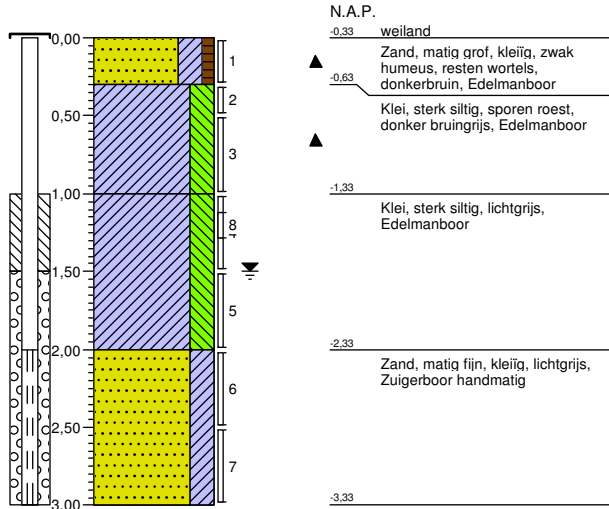 N.A.P.
0,00
-0,33 weiland
1
Zand, matig grof, kleiïg, zwak
humeus, resten wortels,
donkerbruin, Edelmanboor
-0,63
2
0,50
Klei, sterk siltig, sporen roest,
donker bruingrijs, Edelmanboor
3
1,00
-1,33
Klei, sterk siltig, lichtgrijs,
Edelmanboor
8
1,50
5
2,00
-2,33
Zand, matig fijn, kleiïg, lichtgrijs,
Zuigerboor handmatig
6
2,50
7
3,00
-3,33